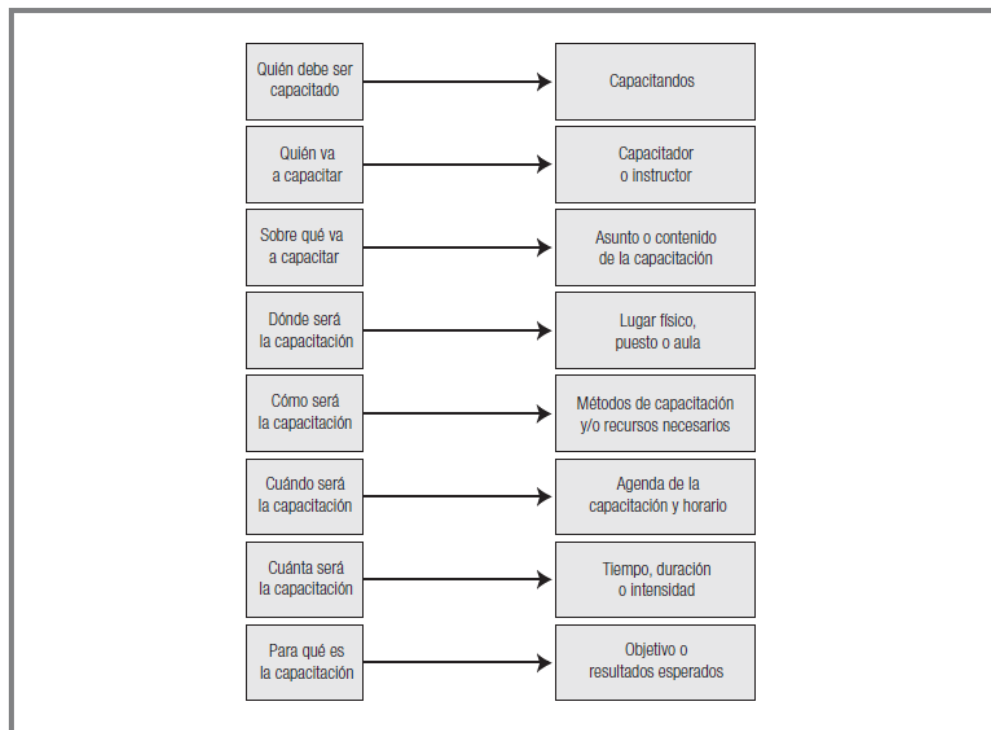 Quién debe ser
capacitado
Capacitandos
Quién va
a capacitar
Capacitador
o instructor
Sobre qué va
a capacitar
Asunto o contenido
de la capacitación
Dónde será
la capacitación
Lugar físico,
puesto o aula
Cómo será
la capacitación
Métodos de capacitación
y/o recursos necesarios
Cuándo será
la capacitación
Agenda de la
capacitación y horario
Cuánta será
la capacitación
Tiempo, duración
o intensidad
Para qué es
la capacitación
Objetivo o
resultados esperados